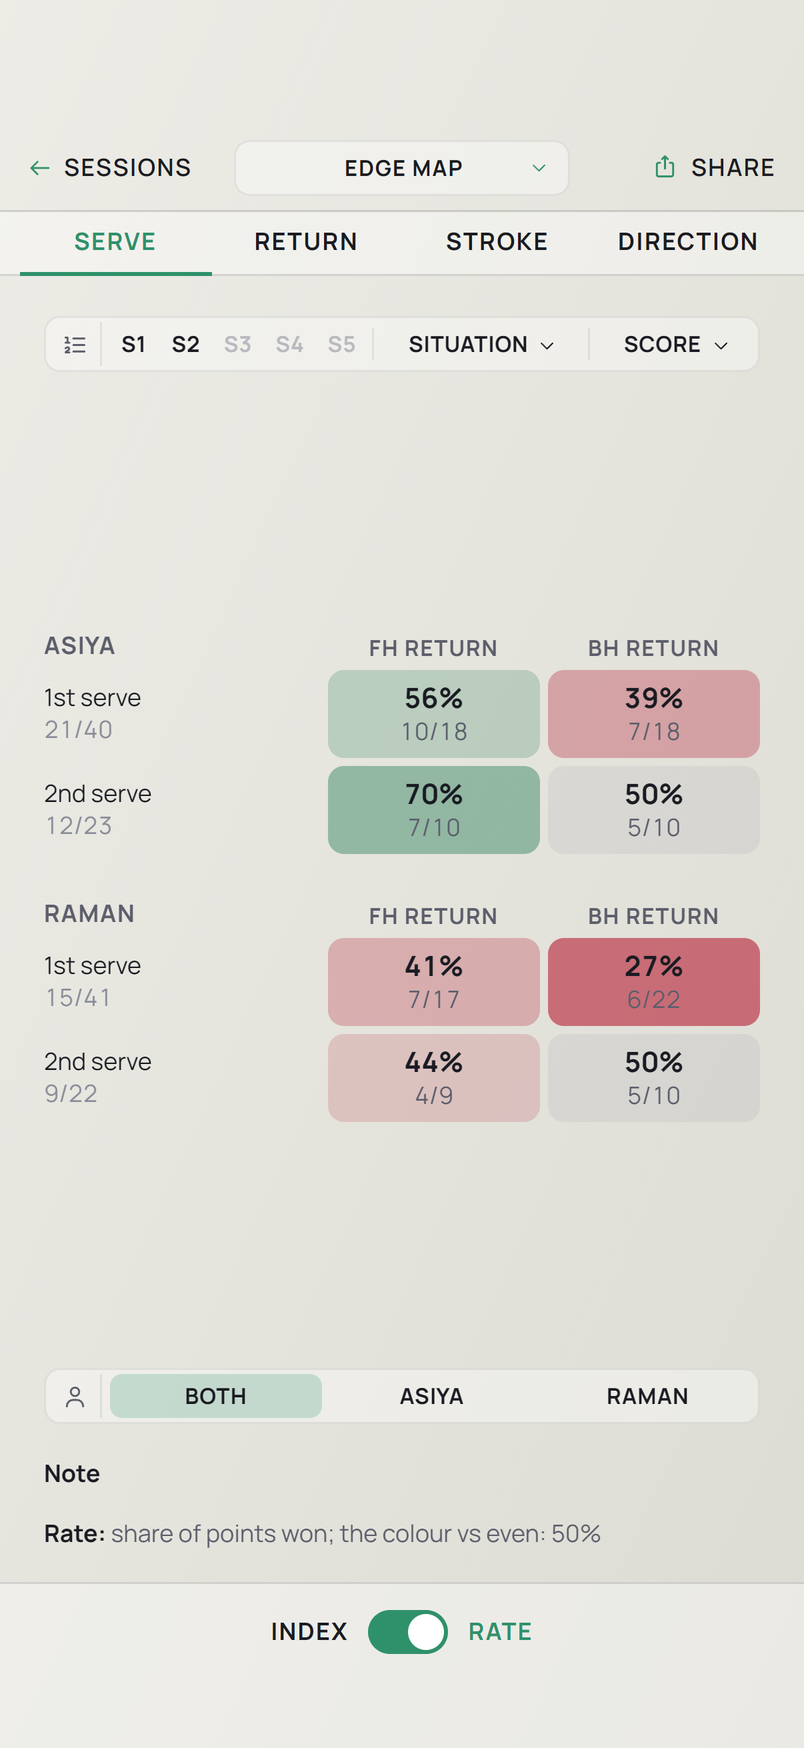 SESSIONS EDGE MAP SHARE
SERVE RETURN STROKE DIRECTION
S1 S2 S3 S4 S5 SITUATION SCORE
ASIYA FH RETURN BH RETURN
1st serve 56% 39%
21/40 10/18 7/18
2nd serve 70% 50%
12/23 7/10 5/10
RAMAN FH RETURN BH RETURN
1st serve 41% 27%
15/41 7/17 6/22
2nd serve 44% 50%
9/22 4/9 5/10
BOTH ASIYA RAMAN
Note
Rate: share of points won; the colour vs even: 50%
INDEX RATE